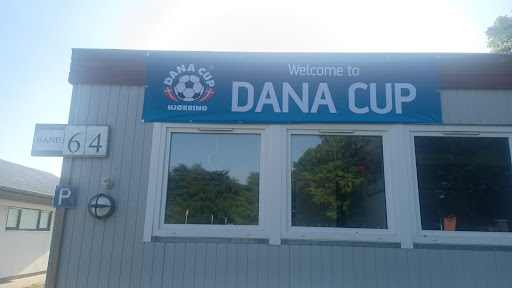 Welcome to
DANA CUP
DANA CUP
HJØRRING
BANE 64
P